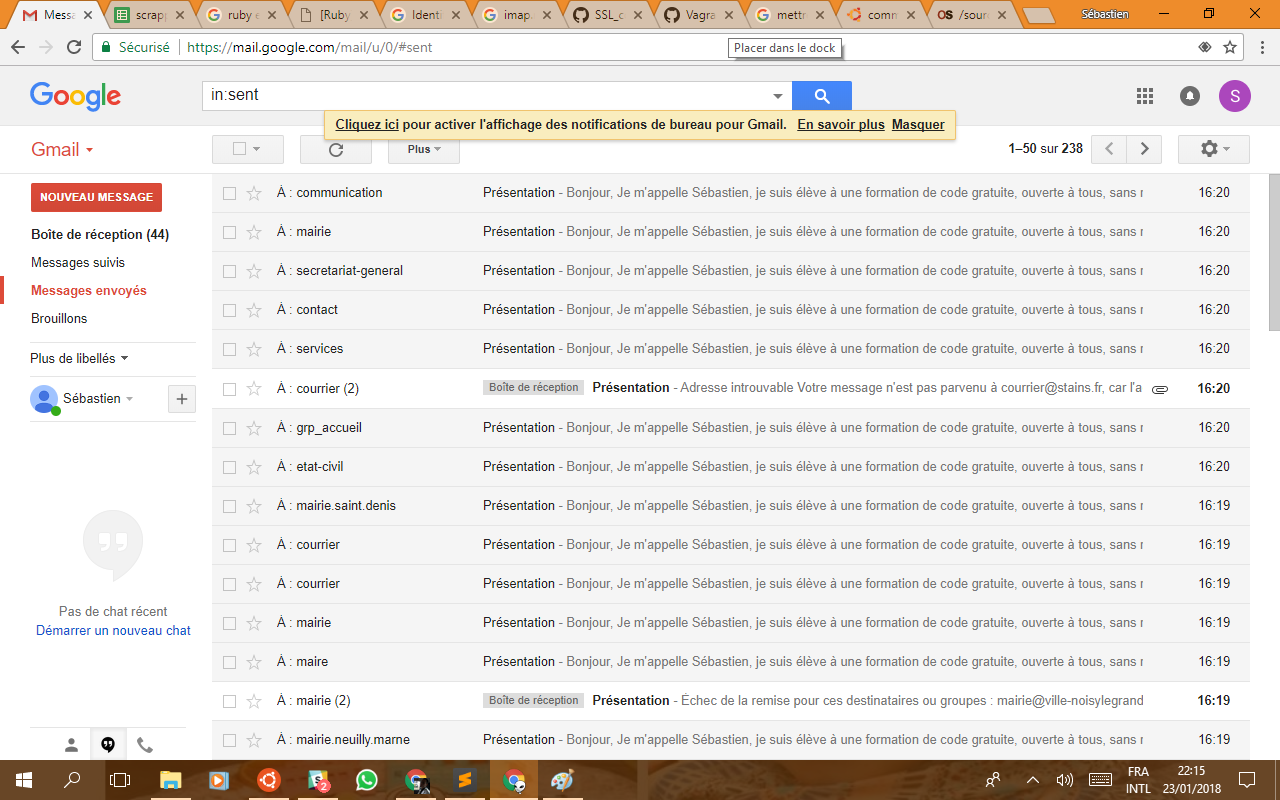 Messa scrapp ruby e [Ruby Identi imap. SSL_c Vagra mettr comm /sour Sébastien
Sécurisé https://mail.google.com/mail/u/0/#sent Placer dans le dock
Google in:sent S
Cliquez ici pour activer l'affichage des notifications de bureau pour Gmail. En savoir plus Masquer
Gmail Plus 1–50 sur 238
NOUVEAU MESSAGE
Boîte de réception (44)
Messages suivis
Messages envoyés
Brouillons
Plus de libellés
Sébastien
Pas de chat récent
Démarrer un nouveau chat
À : communication Présentation - Bonjour, Je m'appelle Sébastien, je suis élève à une formation de code gratuite, ouverte à tous, sans 16:20
À : mairie Présentation - Bonjour, Je m'appelle Sébastien, je suis élève à une formation de code gratuite, ouverte à tous, sans 16:20
À : secretariat-general Présentation - Bonjour, Je m'appelle Sébastien, je suis élève à une formation de code gratuite, ouverte à tous, sans 16:20
À : contact Présentation - Bonjour, Je m'appelle Sébastien, je suis élève à une formation de code gratuite, ouverte à tous, sans 16:20
À : services Présentation - Bonjour, Je m'appelle Sébastien, je suis élève à une formation de code gratuite, ouverte à tous, sans 16:20
À : courrier (2) Boîte de réception Présentation - Adresse introuvable Votre message n'est pas parvenu à courrier@stains.fr, car l'a 16:20
À : grp_accueil Présentation - Bonjour, Je m'appelle Sébastien, je suis élève à une formation de code gratuite, ouverte à tous, sans 16:20
À : etat-civil Présentation - Bonjour, Je m'appelle Sébastien, je suis élève à une formation de code gratuite, ouverte à tous, sans 16:20
À : mairie.saint.denis Présentation - Bonjour, Je m'appelle Sébastien, je suis élève à une formation de code gratuite, ouverte à tous, sans 16:19
À : courrier Présentation - Bonjour, Je m'appelle Sébastien, je suis élève à une formation de code gratuite, ouverte à tous, sans 16:19
À : courrier Présentation - Bonjour, Je m'appelle Sébastien, je suis élève à une formation de code gratuite, ouverte à tous, sans 16:19
À : mairie Présentation - Bonjour, Je m'appelle Sébastien, je suis élève à une formation de code gratuite, ouverte à tous, sans 16:19
À : maire Présentation - Bonjour, Je m'appelle Sébastien, je suis élève à une formation de code gratuite, ouverte à tous, sans 16:19
À : mairie (2) Boîte de réception Présentation - Échec de la remise pour ces destinataires ou groupes : mairie@ville-noisylegrand 16:19
À : mairie.neuilly.marne Présentation - Bonjour, Je m'appelle Sébastien, je suis élève à une formation de code gratuite, ouverte à tous, sans 16:19
2
FRA 22:15
INTL 23/01/2018